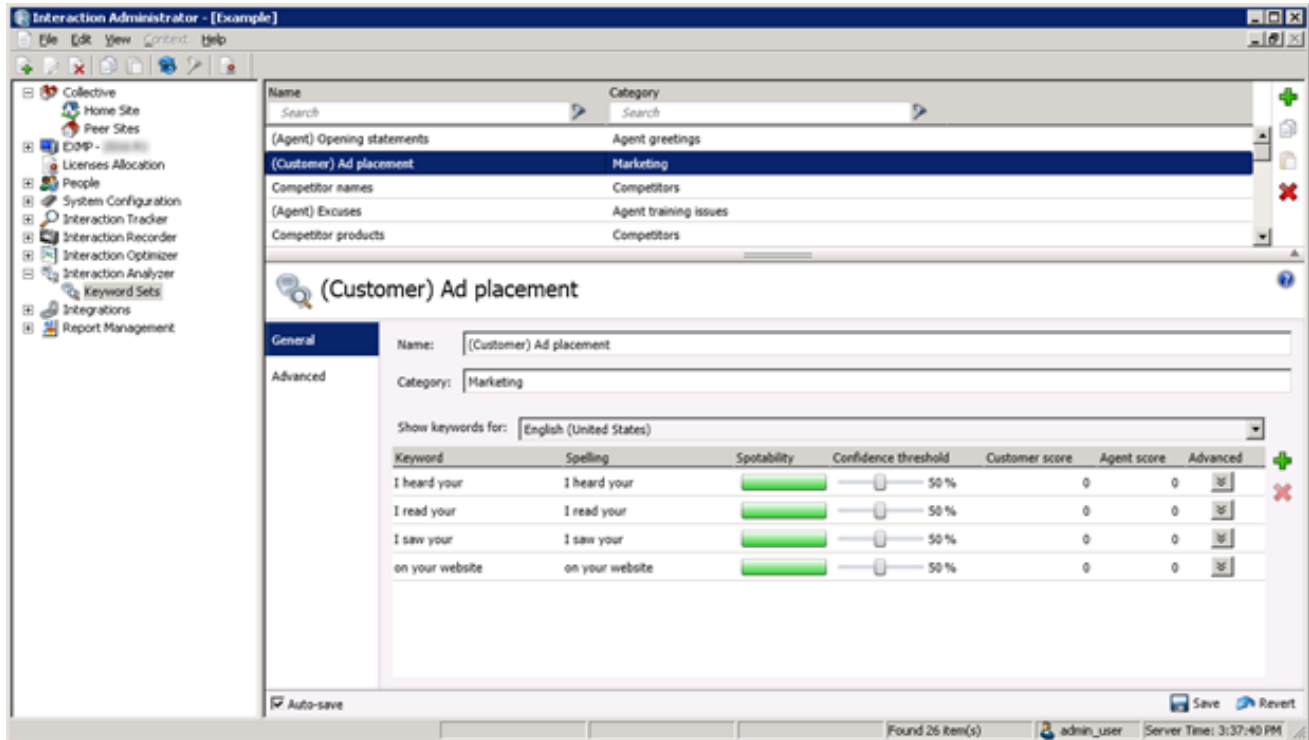 Interaction Administrator - [Example]
File Edit View Context Help
Collective
Home Site
Peer Sites
EXMP -
Licenses Allocation
People
System Configuration
Interaction Tracker
Interaction Recorder
Interaction Optimizer
Interaction Analyzer
Keyword Sets
Integrations
Report Management
Name Category
Search Search
(Agent) Opening statements Agent greetings
(Customer) Ad placement Marketing
Competitor names Competitors
(Agent) Excuses Agent training issues
Competitor products Competitors
(Customer) Ad placement
General
Advanced
Name: (Customer) Ad placement
Category: Marketing
Show keywords for: English (United States)
Keyword Spelling Spotability Confidence threshold Customer score Agent score Advanced
I heard your I heard your 50 % 0 0
I read your I read your 50 % 0 0
I saw your I saw your 50 % 0 0
on your website on your website 50 % 0 0
Auto-save Save Revert
Found 26 item(s) admin_user Server Time: 3:37:40 PM